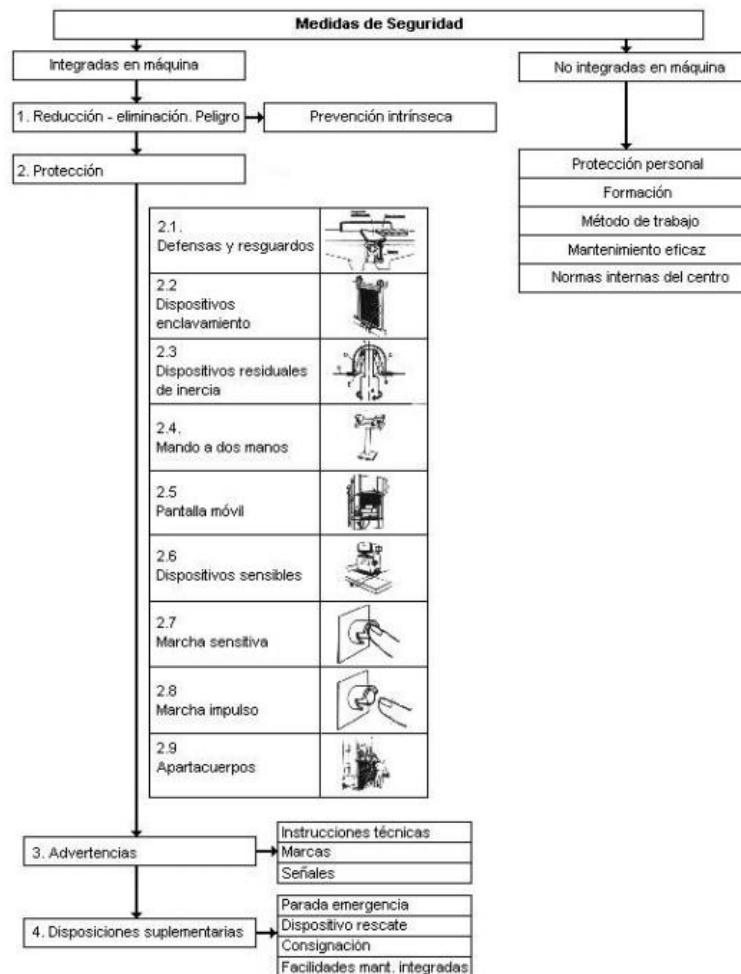 Medidas de Seguridad
Integradas en máquina
No integradas en máquina
1. Reducción - eliminación. Peligro
Prevención intrínseca
2. Protección
Protección personal
Formación
Método de trabajo
Mantenimiento eficaz
Normas internas del centro
2.1.
Defensas y resguardos
2.2
Dispositivos
enclavamiento
2.3
Dispositivos residuales
de inercia
2.4.
Mando a dos manos
2.5
Pantalla móvil
2.6
Dispositivos sensibles
2.7
Marcha sensitiva
2.8
Marcha impulso
2.9
Apartacuerpos
3. Advertencias
Instrucciones técnicas
Marcas
Señales
4. Disposiciones suplementarias
Parada emergencia
Dispositivo rescate
Consignación
Facilidades mant. integradas